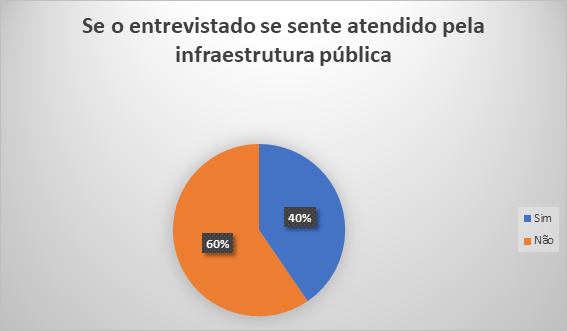 Se o entrevistado se sente atendido pela
infraestrutura pública
40%
60%
Sim
Não